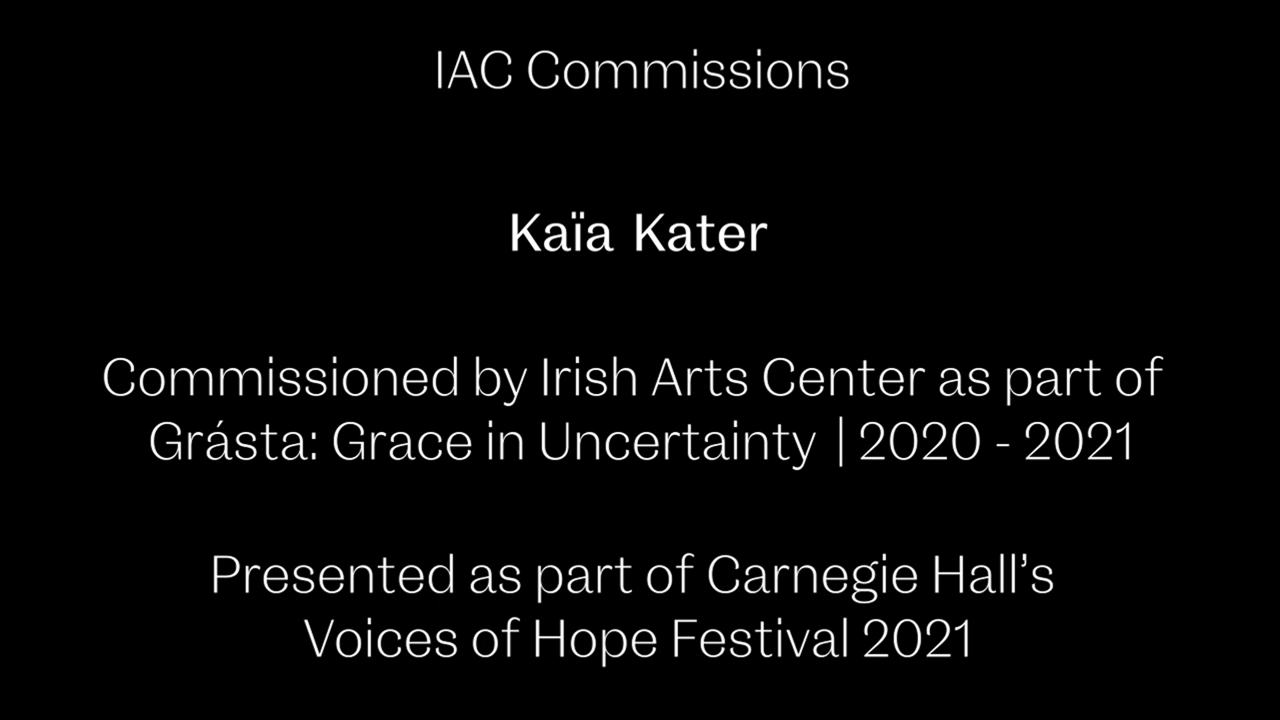 IAC Commissions
Kaïa Kater
Commissioned by Irish Arts Center as part of
Grásta: Grace in Uncertainty | 2020 - 2021
Presented as part of Carnegie Hall’s
Voices of Hope Festival 2021